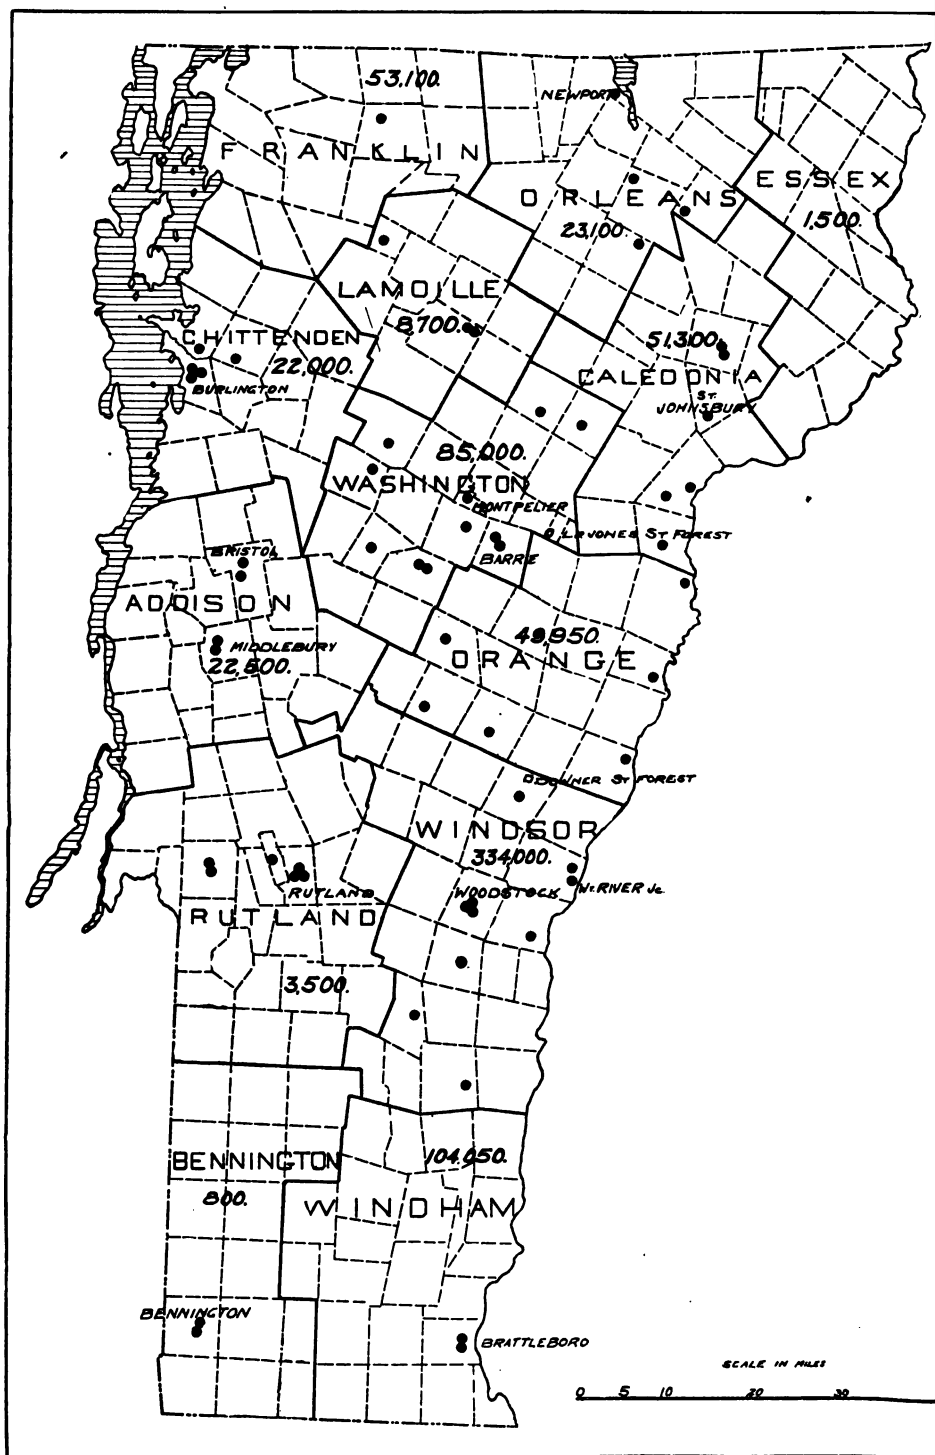 53,100.
NEWPORT
FRANKLIN
ESSEX
ORLEANS
1,500.
23,100.
LAMOILLE
8,700.
CHITTENDEN
22,000.
51,300.
BURLINGTON
CALEDONIA
ST.
JOHNSBURY
85,000.
WASHINGTON
MONTPELIER
L.R. JONES ST FOREST
BRISTOL
BARRE
ADDISON
49,950.
MIDDLEBURY
ORANGE
22,500.
DOWNER ST FOREST
WINDSOR
334,000.
RUTLAND
WOODSTOCK
W. RIVER Jc.
RUTLAND
3,500.
BENNINGTON
104,050.
800.
WINDHAM
BENNINGTON
BRATTLEBORO
SCALE IN MILES
0 5 10 20 30